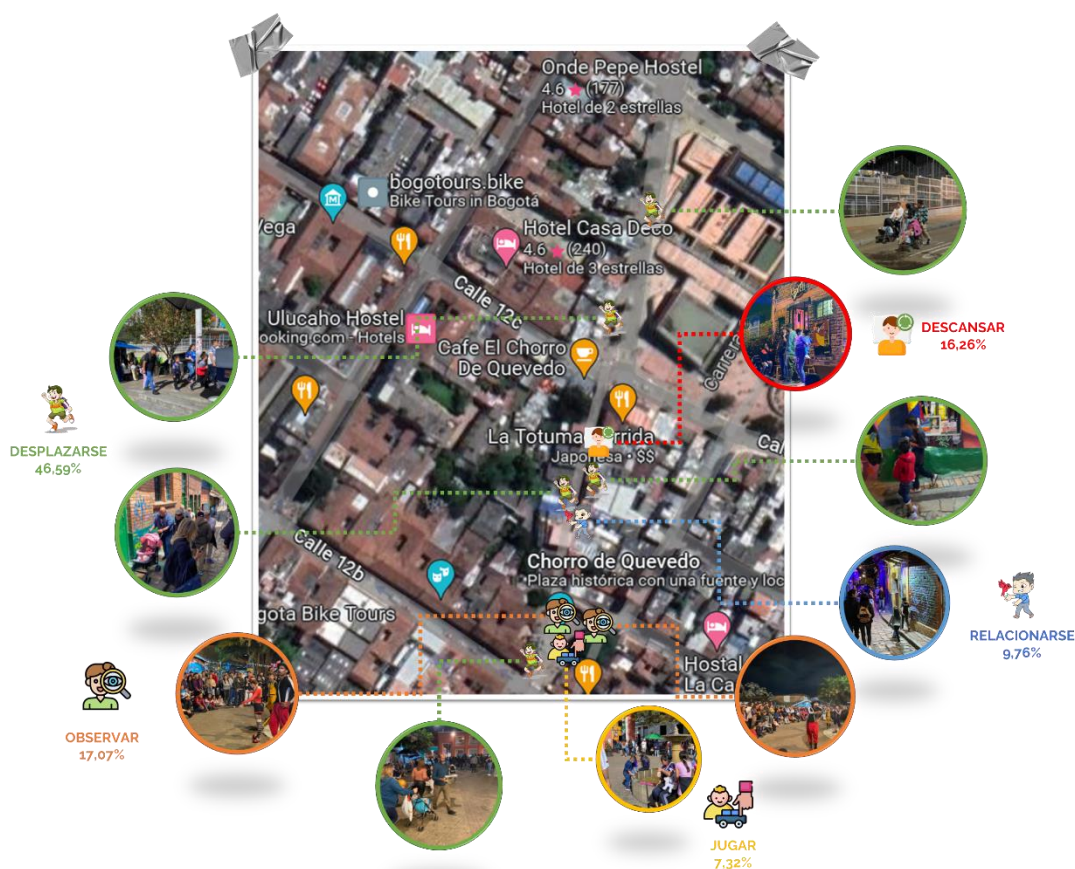 Onde Pepe Hostel
4.6 ★ (177)
Hotel de 2 estrellas
bogotours.bike
Bike Tours in Bogotá
Vega
Hotel Casa Deco
4.6 ★ (240)
Hotel de 3 estrellas
Calle 12c
Ulucaho Hostel
ooking.com - Hotels
Cafe El Chorro
De Quevedo
Carrera
DESCANSAR
16,26%
DESPLAZARSE
46,59%
La Totuma
rrida
Japonesa • $$
Cal
Calle 12b
Chorro de Quevedo
Plaza histórica con una fuente y loc
gota Bike Tours
RELACIONARSE
9,76%
Hostal
La Ca
OBSERVAR
17,07%
JUGAR
7,32%